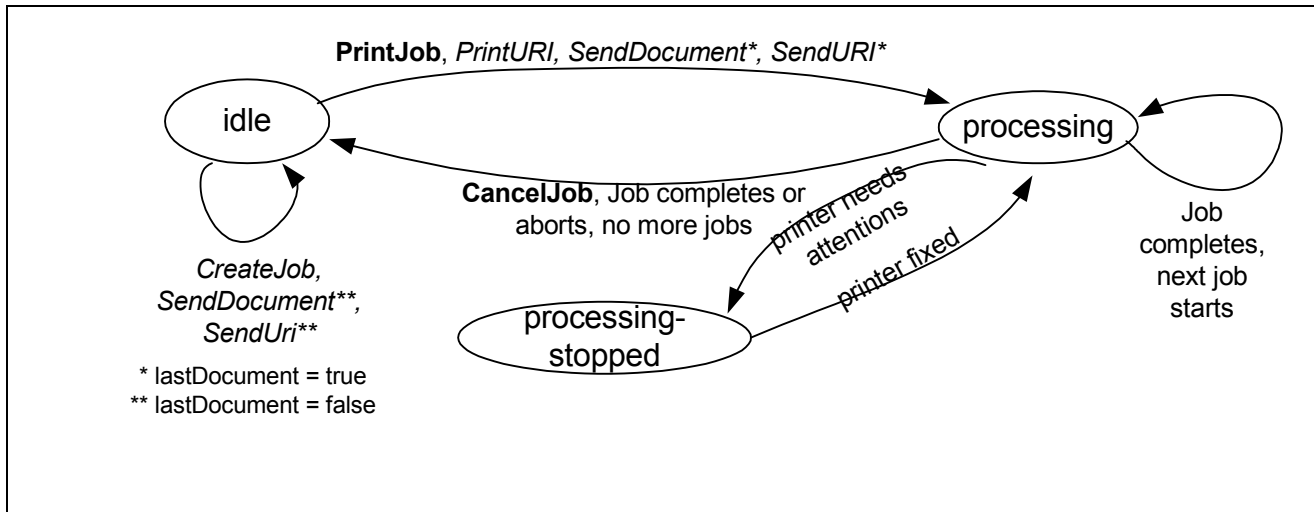 PrintJob, PrintURI, SendDocument*, SendURI*
idle
processing
CancelJob, Job completes or
aborts, no more jobs
printer needs
attentions
printer fixed
Job
completes,
next job
starts
CreateJob,
SendDocument**,
SendUri**
processing-
stopped
* lastDocument = true
** lastDocument = false